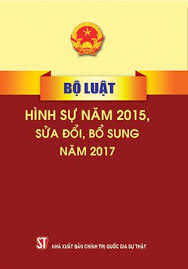 BỘ LUẬT
HÌNH SỰ NĂM 2015,
SỬA ĐỔI, BỔ SUNG
NĂM 2017
ST NHÀ XUẤT BẢN CHÍNH TRỊ QUỐC GIA SỰ THẬT